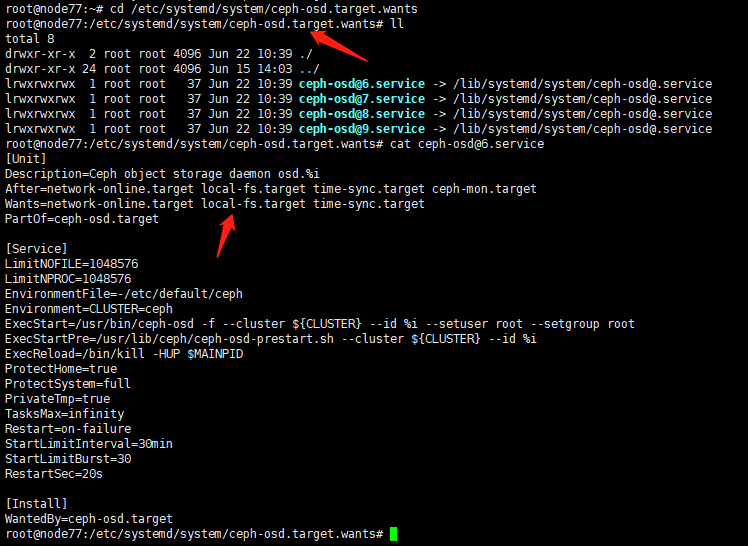 root@node77:~# cd /etc/systemd/system/ceph-osd.target.wants
root@node77:/etc/systemd/system/ceph-osd.target.wants# ll
total 8
drwxr-xr-x  2 root root 4096 Jun 22 10:39 ./
drwxr-xr-x 24 root root 4096 Jun 15 14:03 ../
lrwxrwxrwx  1 root root   37 Jun 22 10:39 ceph-osd@6.service -> /lib/systemd/system/ceph-osd@.service
lrwxrwxrwx  1 root root   37 Jun 22 10:39 ceph-osd@7.service -> /lib/systemd/system/ceph-osd@.service
lrwxrwxrwx  1 root root   37 Jun 22 10:39 ceph-osd@8.service -> /lib/systemd/system/ceph-osd@.service
lrwxrwxrwx  1 root root   37 Jun 22 10:39 ceph-osd@9.service -> /lib/systemd/system/ceph-osd@.service
root@node77:/etc/systemd/system/ceph-osd.target.wants# cat ceph-osd@6.service
[Unit]
Description=Ceph object storage daemon osd.%i
After=network-online.target local-fs.target time-sync.target ceph-mon.target
Wants=network-online.target local-fs.target time-sync.target
PartOf=ceph-osd.target

[Service]
LimitNOFILE=1048576
LimitNPROC=1048576
EnvironmentFile=-/etc/default/ceph
Environment=CLUSTER=ceph
ExecStart=/usr/bin/ceph-osd -f --cluster ${CLUSTER} --id %i --setuser root --setgroup root
ExecStartPre=/usr/lib/ceph/ceph-osd-prestart.sh --cluster ${CLUSTER} --id %i
ExecReload=/bin/kill -HUP $MAINPID
ProtectHome=true
ProtectSystem=full
PrivateTmp=true
TasksMax=infinity
Restart=on-failure
StartLimitInterval=30min
StartLimitBurst=30
RestartSec=20s

[Install]
WantedBy=ceph-osd.target
root@node77:/etc/systemd/system/ceph-osd.target.wants#